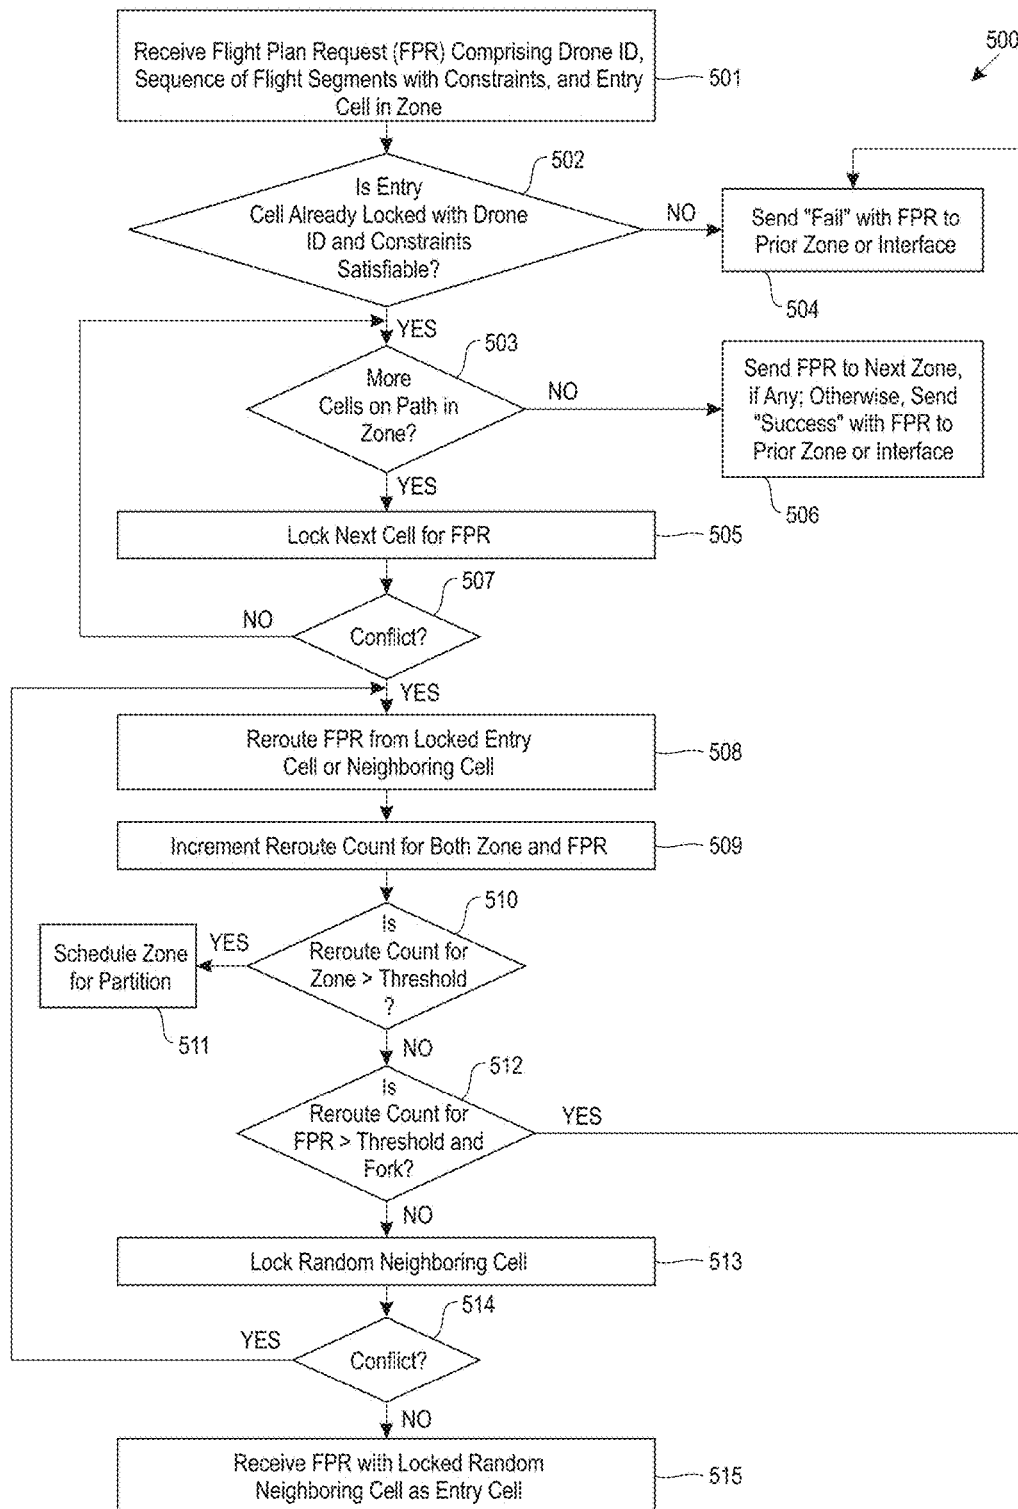 500
Receive Flight Plan Request (FPR) Comprising Drone ID,
Sequence of Flight Segments with Constraints, and Entry
Cell in Zone
501
502
Is Entry
Cell Already Locked with Drone
ID and Constraints
Satisfiable?
NO
Send "Fail" with FPR to
Prior Zone or Interface
504
YES
503
More
Cells on Path in
Zone?
NO
Send FPR to Next Zone,
if Any; Otherwise, Send
"Success" with FPR to
Prior Zone or Interface
506
YES
Lock Next Cell for FPR
505
507
NO
Conflict?
YES
Reroute FPR from Locked Entry
Cell or Neighboring Cell
508
Increment Reroute Count for Both Zone and FPR
509
510
Is
Reroute Count for
Zone > Threshold
?
YES
Schedule Zone
for Partition
511
NO
512
Is
Reroute Count for
FPR > Threshold and
Fork?
YES
NO
Lock Random Neighboring Cell
513
514
YES
Conflict?
NO
Receive FPR with Locked Random
Neighboring Cell as Entry Cell
515